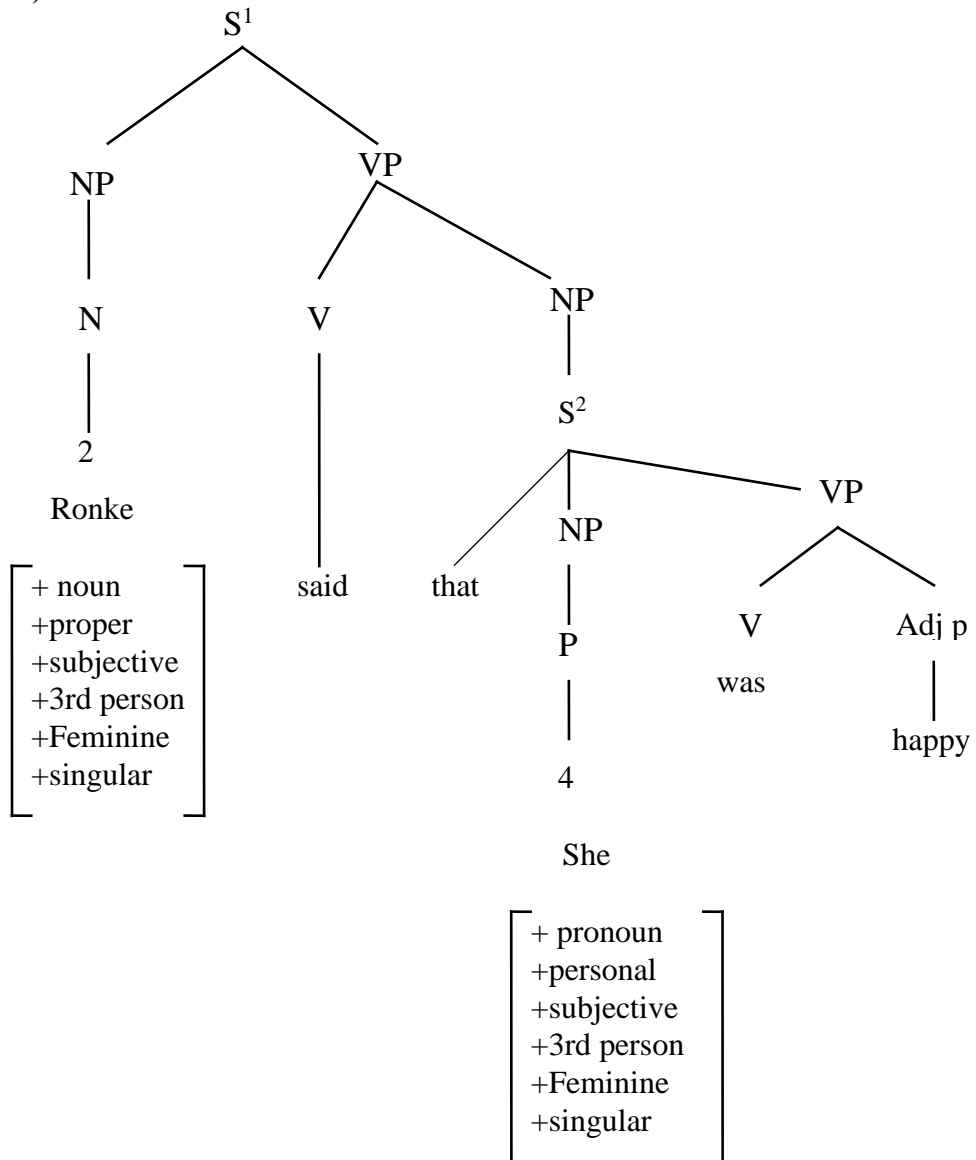 )
S¹
NP VP
N V NP
2 S²
Ronke NP VP
+ noun said that P V Adj p
+proper
+subjective was
+3rd person
+Feminine happy
+singular 4
She
+ pronoun
+personal
+subjective
+3rd person
+Feminine
+singular